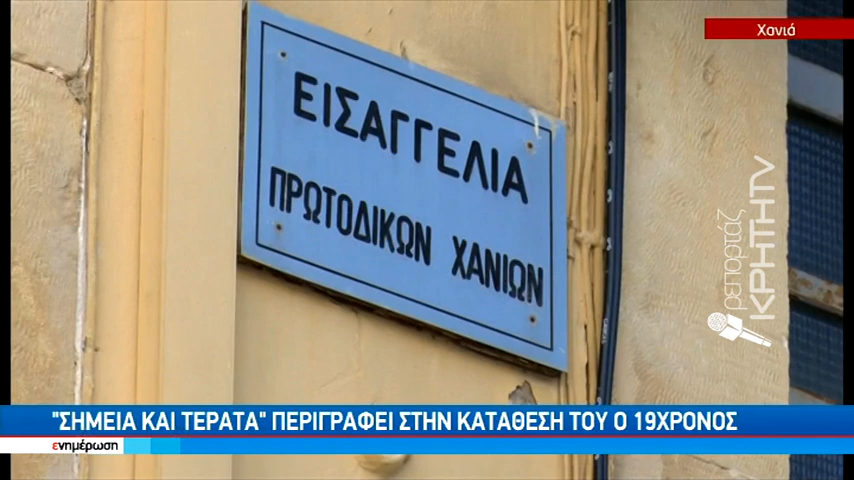 Χανιά
ΕΙΣΑΓΓΕΛΙΑ
ΠΡΩΤΟΔΙΚΩΝ ΧΑΝΙΩΝ
ρεπορτάζ
ΚΡΗΤΗTV
"ΣΗΜΕΙΑ ΚΑΙ ΤΕΡΑΤΑ" ΠΕΡΙΓΡΑΦΕΙ ΣΤΗΝ ΚΑΤΑΘΕΣΗ ΤΟΥ Ο 19ΧΡΟΝΟΣ
ενημέρωση